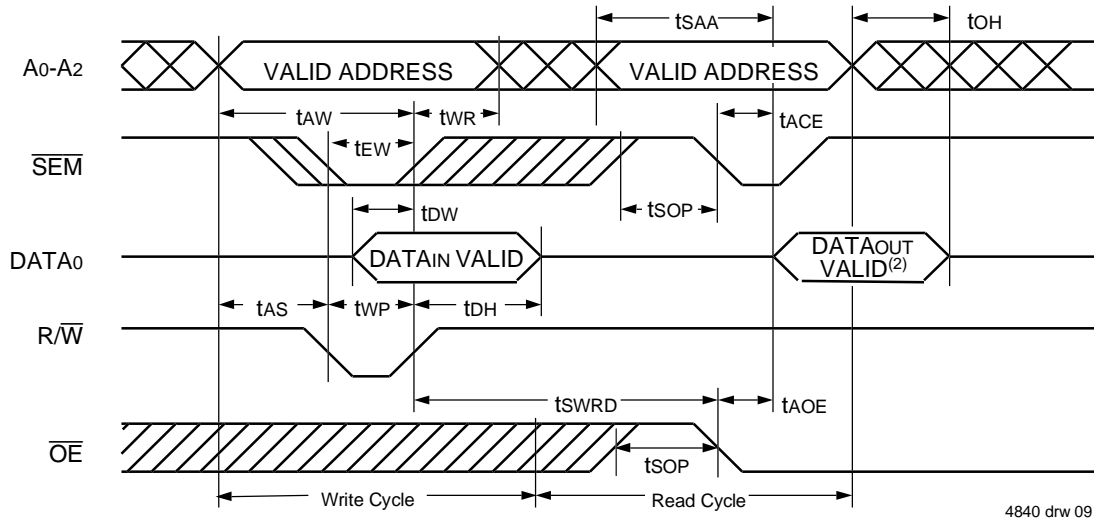 tSAA
tOH
A0-A2
VALID ADDRESS
VALID ADDRESS
tAW
tWR
tACE
tEW
SEM
tSOP
tDW
DATA0
DATAIN VALID
DATAOUT
VALID(2)
tAS
tWP
tDH
R/W
tSWRD
tAOE
OE
tSOP
Write Cycle
Read Cycle
4840 drw 09